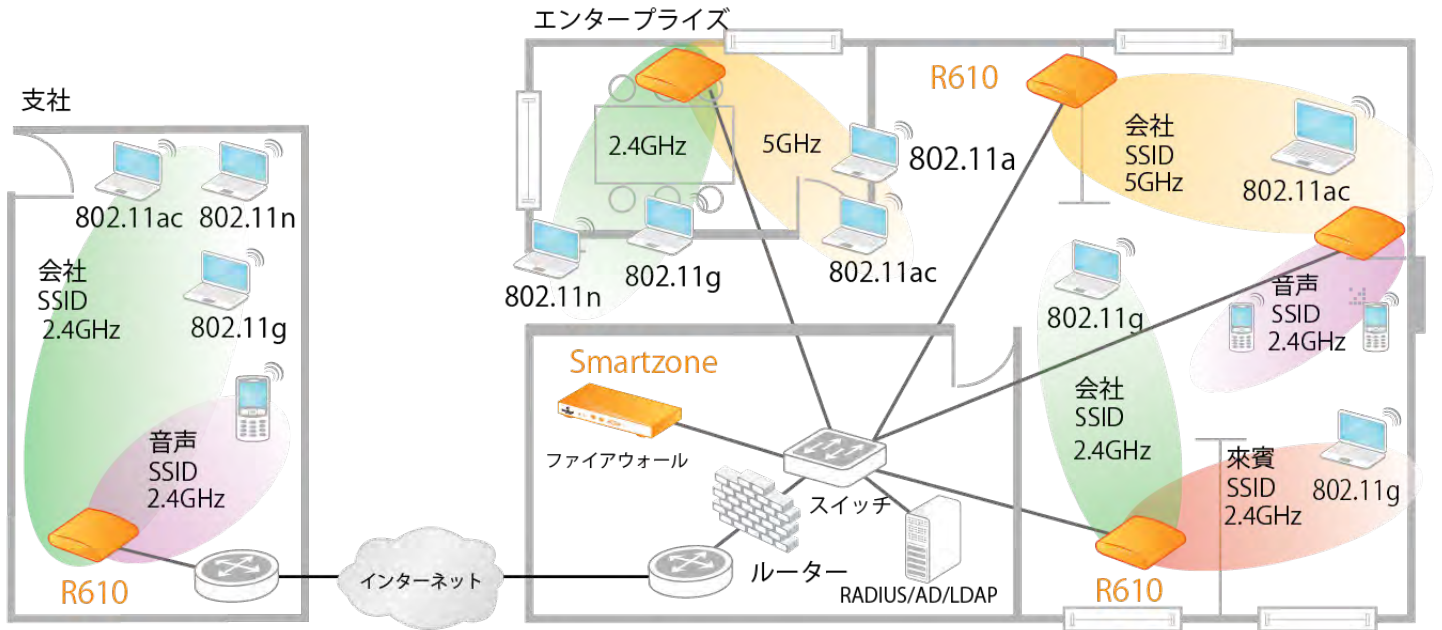 エンタープライズ
支社
802.11ac
802.11n
会社
SSID
2.4GHz
802.11g
音声
SSID
2.4GHz
R610
インターネット
2.4GHz
5GHz
802.11a
802.11n
802.11g
802.11ac
R610
会社
SSID
5GHz
802.11ac
音声
SSID
2.4GHz
802.11g
会社
SSID
2.4GHz
來賓
SSID
2.4GHz
802.11g
R610
Smartzone
ファイアウォール
スイッチ
ルーター
RADIUS/AD/LDAP